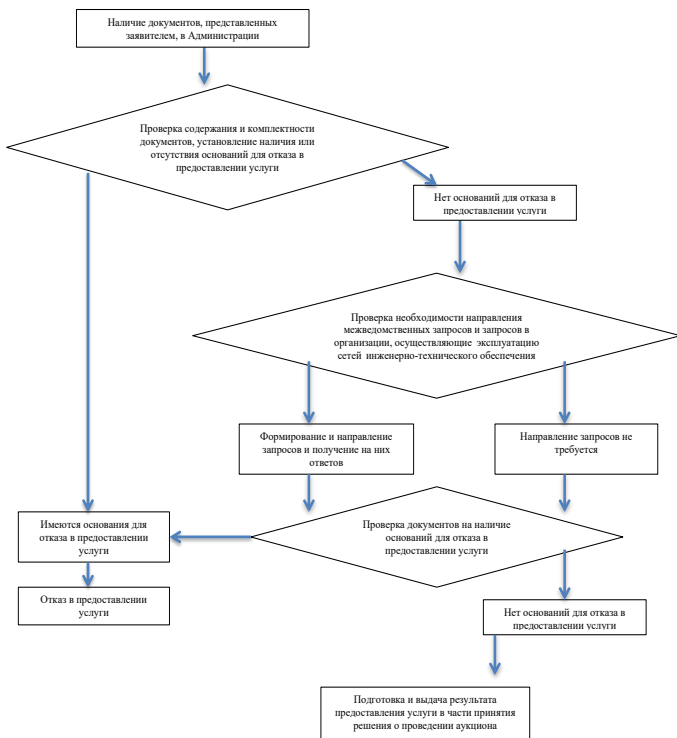 Наличие документов, представленных
заявителем, в Администрации
Проверка содержания и комплектности
документов, установление наличия или
отсутствия оснований для отказа в
предоставлении услуги
Нет оснований для отказа в
предоставлении услуги
Проверка необходимости направления
межведомственных запросов и запросов в
организации, осуществляющие эксплуатацию
сетей инженерно-технического обеспечения
Формирование и направление
запросов и получение на них
ответов
Направление запросов не
требуется
Имеются основания для
отказа в предоставлении
услуги
Проверка документов на наличие
оснований для отказа в
предоставлении услуги
Отказ в предоставлении
услуги
Нет оснований для отказа в
предоставлении услуги
Подготовка и выдача результата
предоставления услуги в части принятия
решения о проведении аукциона